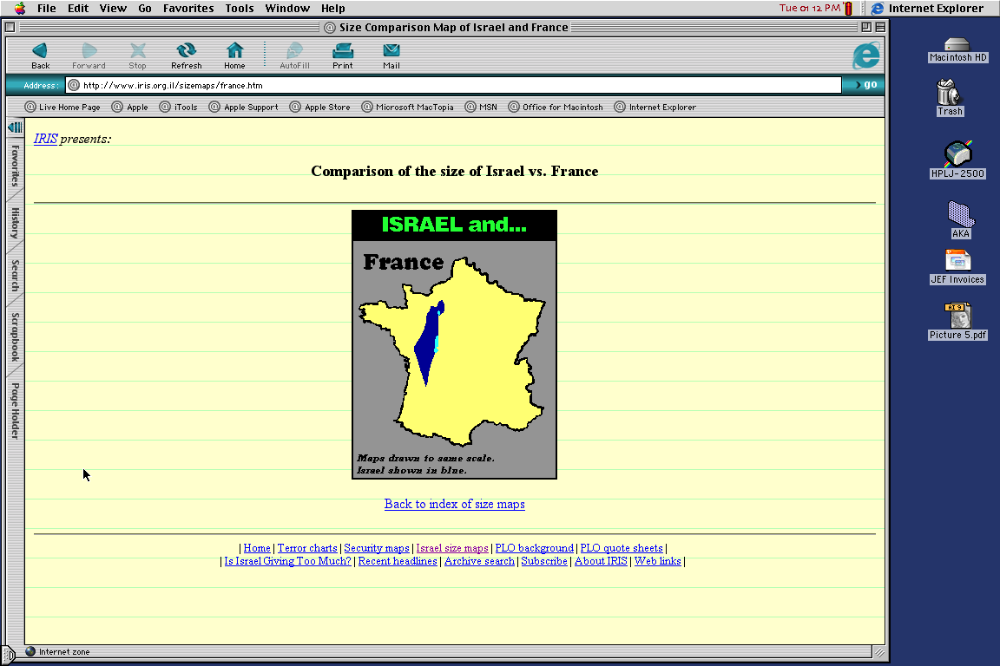 File Edit View Go Favorites Tools Window Help
Tue 01 12 PM
Internet Explorer
Size Comparison Map of Israel and France
Back Forward Stop Refresh Home AutoFill Print Mail
Address: http://www.iris.org.il/sizemaps/france.htm go
Live Home Page Apple iTools Apple Support Apple Store Microsoft MacTopia MSN Office for Macintosh Internet Explorer
Favorites
History
Search
Scrapbook
Page Holder
IRIS presents:
Comparison of the size of Israel vs. France
ISRAEL and...
France
Maps drawn to same scale.
Israel shown in blue.
Back to index of size maps
| Home | Terror charts | Security maps | Israel size maps | PLO background | PLO quote sheets |
| Is Israel Giving Too Much? | Recent headlines | Archive search | Subscribe | About IRIS | Web links |
Internet zone
Macintosh HD
Trash
HPLJ-2500
AKA
JEF Invoices
AI 9
Picture 5.pdf